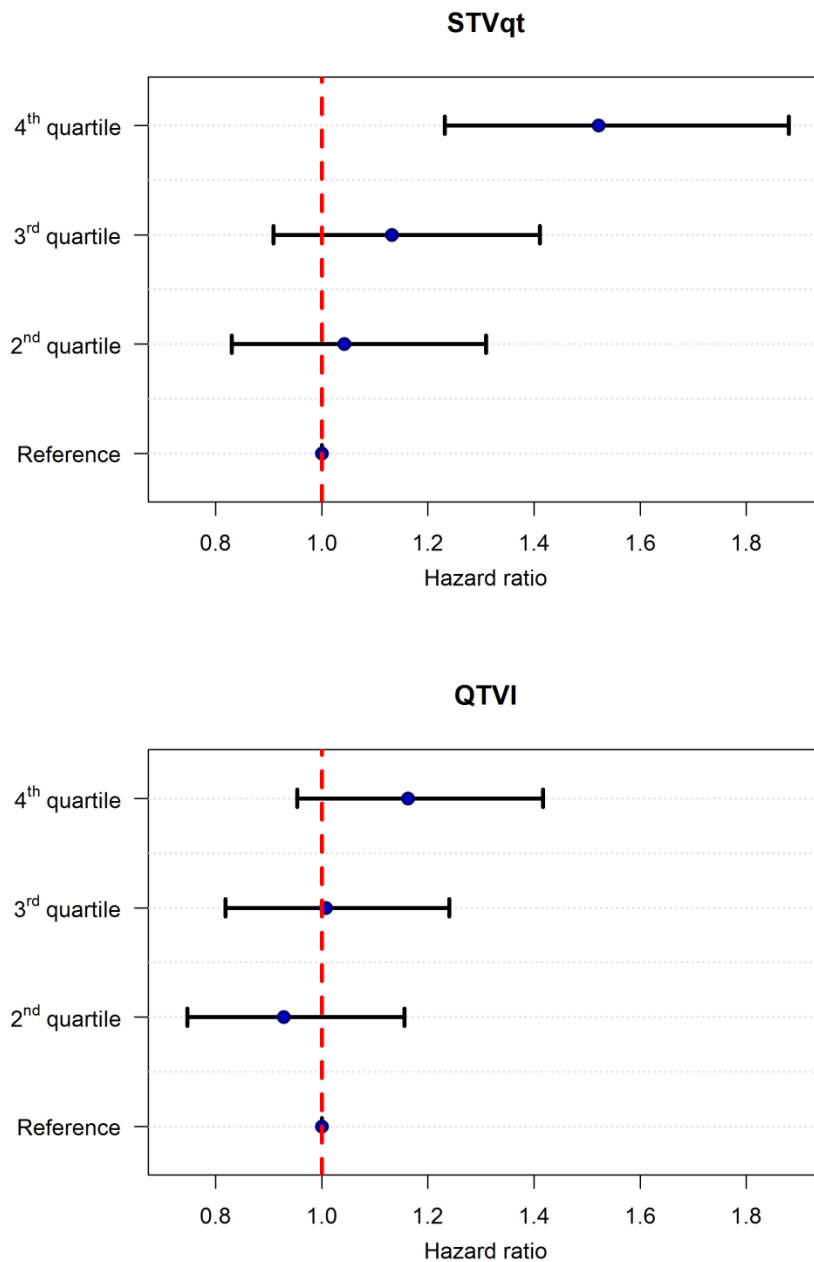 STVqt
4th quartile
3rd quartile
2nd quartile
Reference
0.8 1.0 1.2 1.4 1.6 1.8
Hazard ratio
QTVI
4th quartile
3rd quartile
2nd quartile
Reference
0.8 1.0 1.2 1.4 1.6 1.8
Hazard ratio